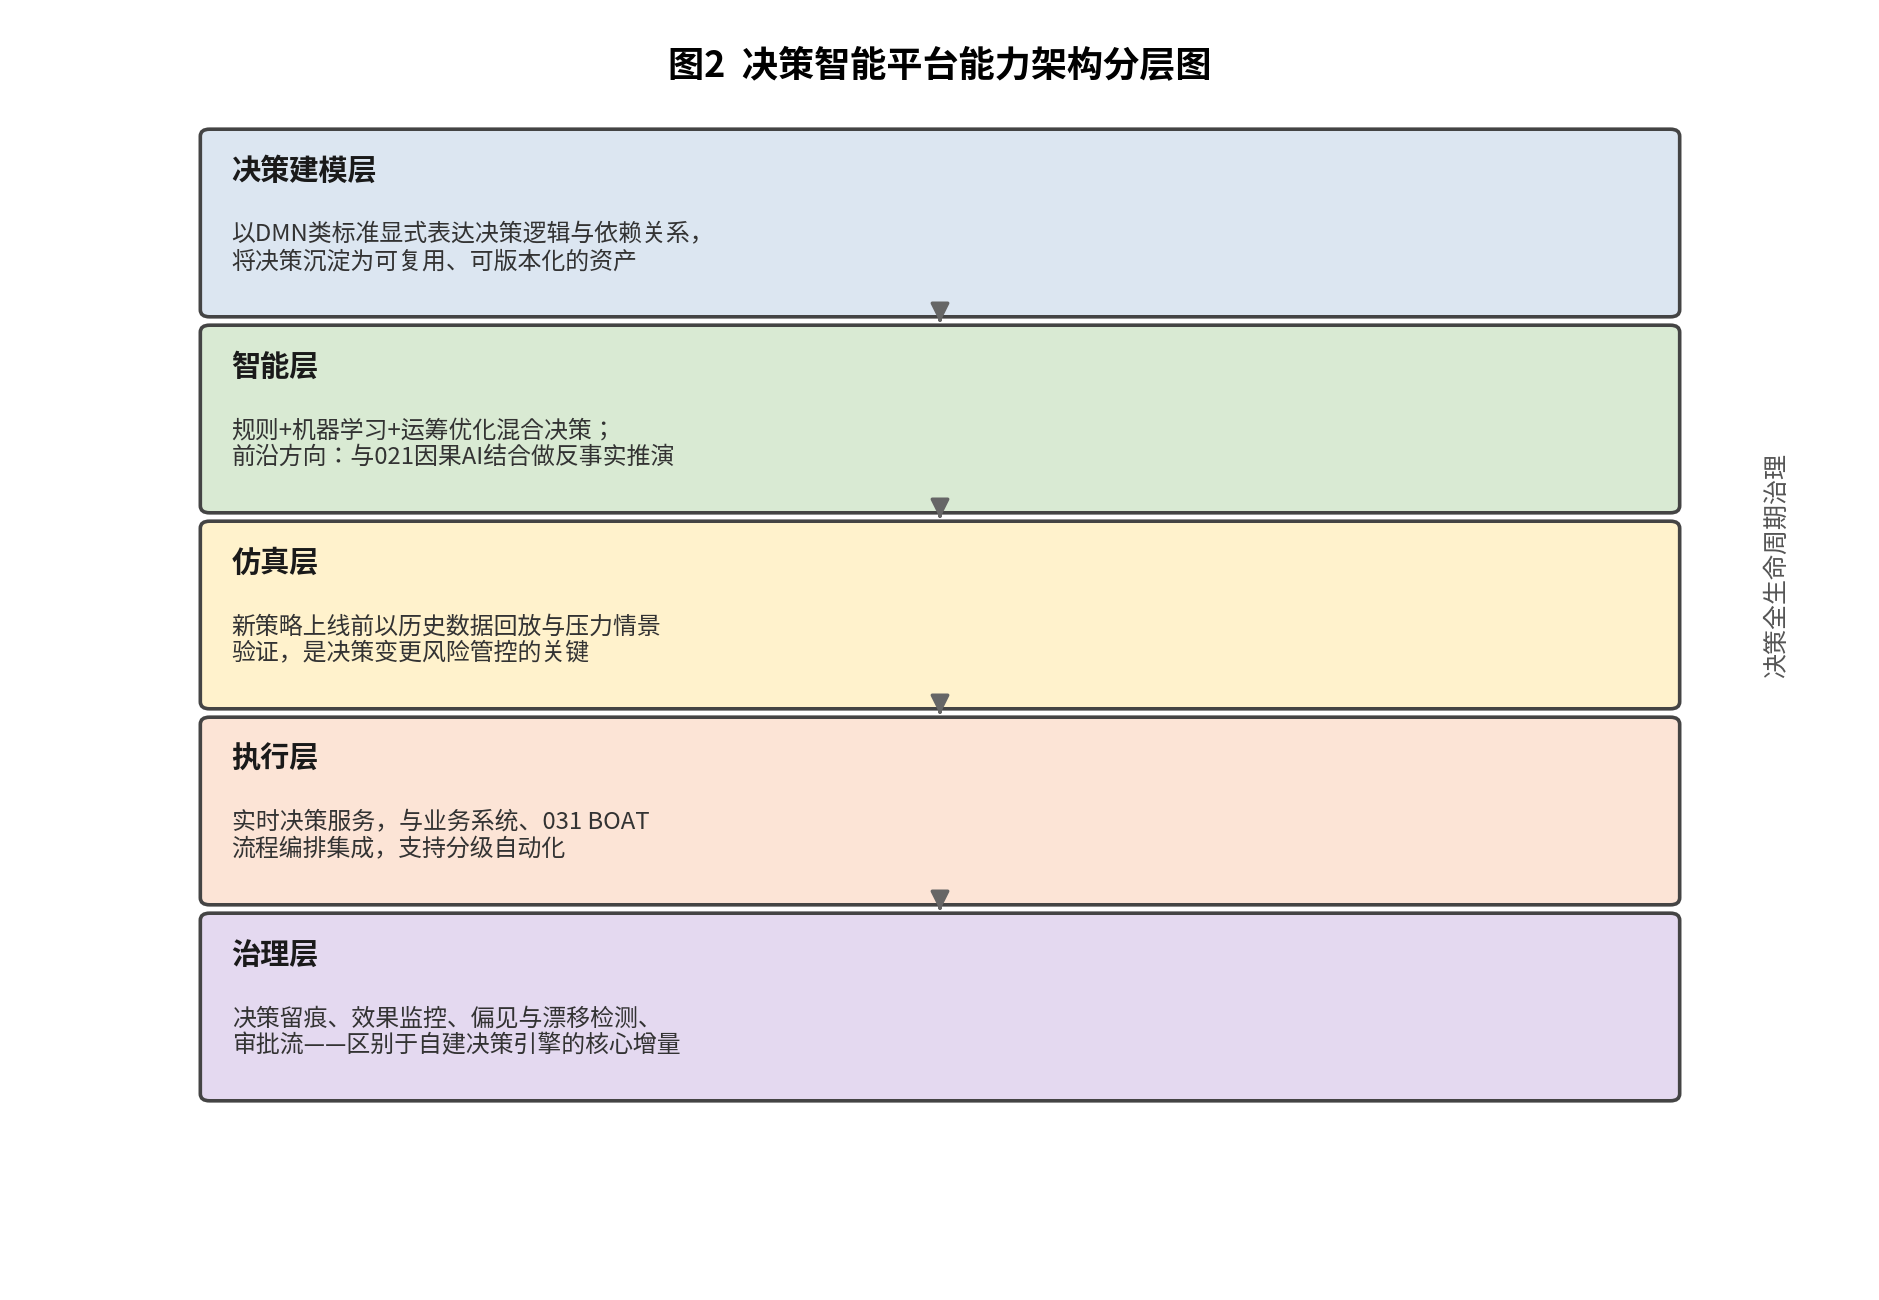 图2 决策智能平台能力架构分层图
决策建模层
以DMN类标准显式表达决策逻辑与依赖关系，
将决策沉淀为可复用、可版本化的资产
智能层
规则+机器学习+运筹优化混合决策；
前沿方向：与021因果AI结合做反事实推演
仿真层
新策略上线前以历史数据回放与压力情景
验证，是决策变更风险管控的关键
执行层
实时决策服务，与业务系统、031 BOAT
流程编排集成，支持分级自动化
治理层
决策留痕、效果监控、偏见与漂移检测、
审批流——区别于自建决策引擎的核心增量
决策全生命周期治理